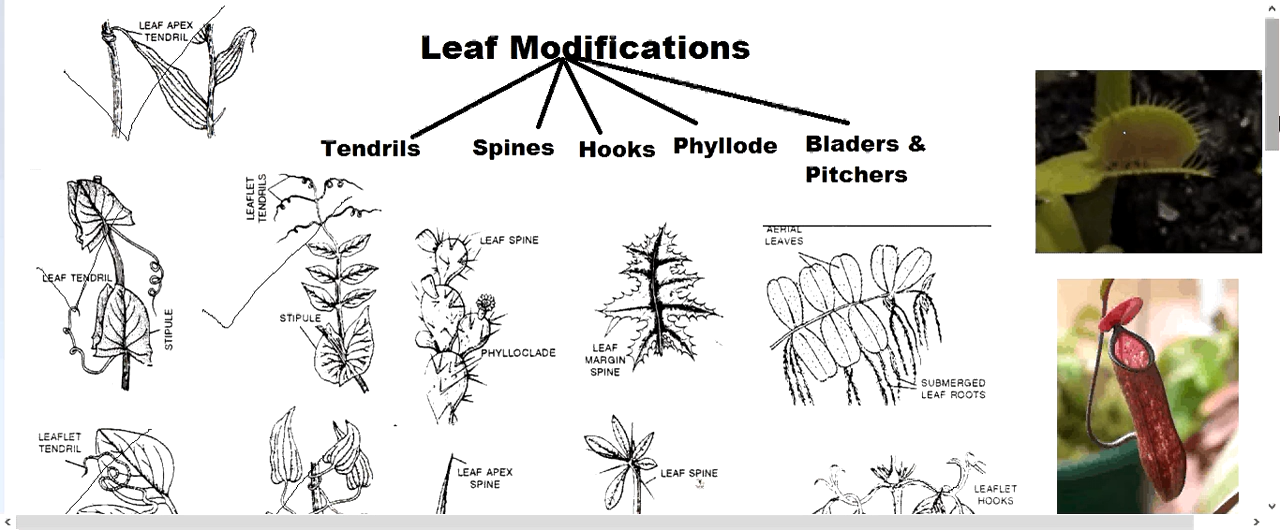 LEAF APEX
TENDRIL
Leaf Modifications
Tendrils
Spines
Hooks
Phyllode
Bladers &
Pitchers
LEAFLET
TENDRILS
LEAF TENDRIL
STIPULE
STIPULE
LEAF SPINE
PHYLLOCLADE
LEAF
MARGIN
SPINE
AERIAL
LEAVES
SUBMERGED
LEAF ROOTS
LEAFLET
TENDRIL
LEAF APEX
SPINE
LEAF SPINE
LEAFLET
HOOKS